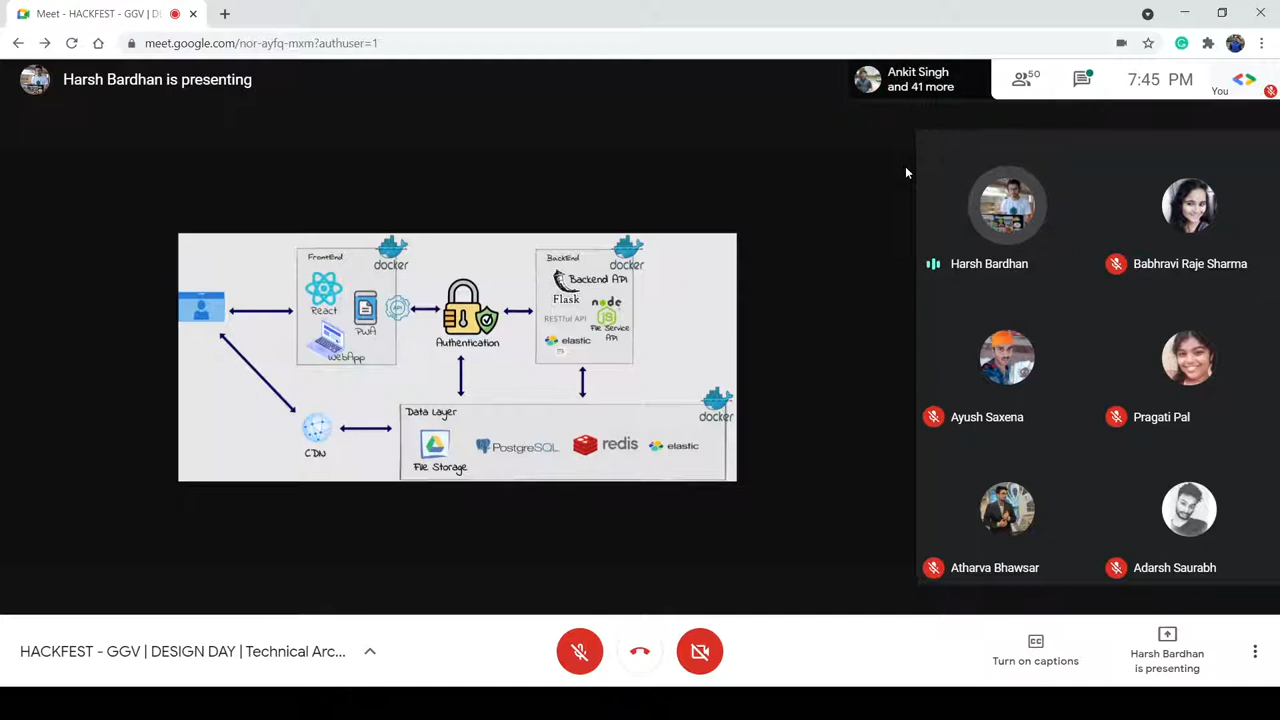 Meet - HACKFEST - GGV | DE
meet.google.com/nor-ayfq-mxm?authuser=1
Harsh Bardhan is presenting
Ankit Singh
and 41 more
50
7:45 PM
You
Harsh Bardhan
Babhravi Raje Sharma
Ayush Saxena
Pragati Pal
Atharva Bhawsar
Adarsh Saurabh
FrontEnd
docker
React
PWA
WebApp
API
Authentication
BackEnd
docker
Backend API
Flask
node
JS
RESTful API
File Service
API
elastic
CDN
Data Layer
docker
File Storage
PostgreSQL
redis
elastic
HACKFEST - GGV | DESIGN DAY | Technical Arc...
CC
Turn on captions
Harsh Bardhan
is presenting